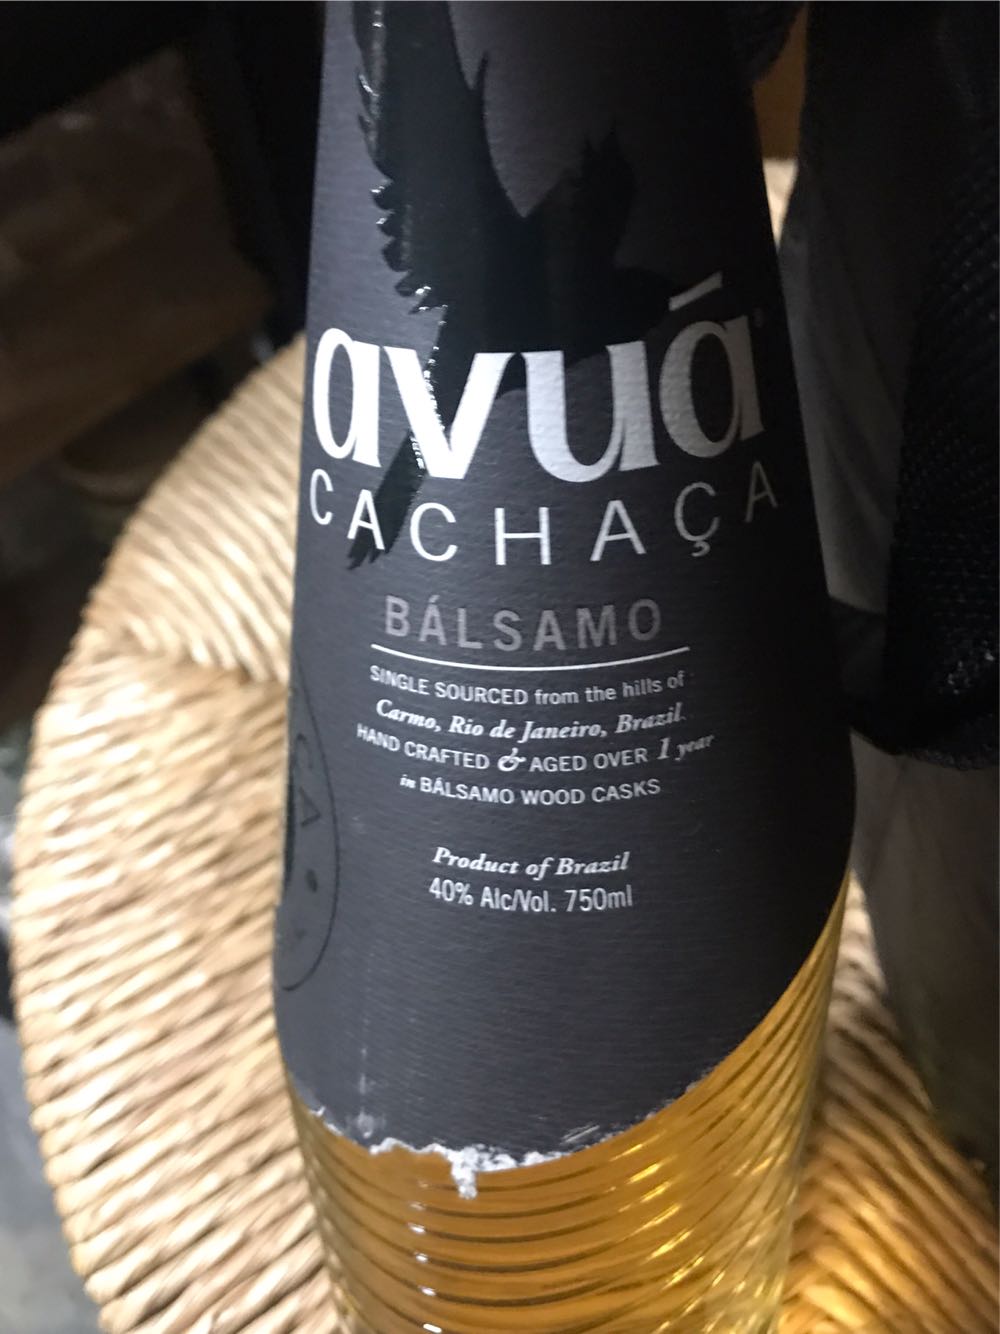 avuá
CACHAÇA
BÁLSAMO
SINGLE SOURCED from the hills of
Carmo, Rio de Janeiro, Brazil.
HAND CRAFTED & AGED OVER 1 year
in BÁLSAMO WOOD CASKS
Product of Brazil
40% Alc/Vol. 750ml